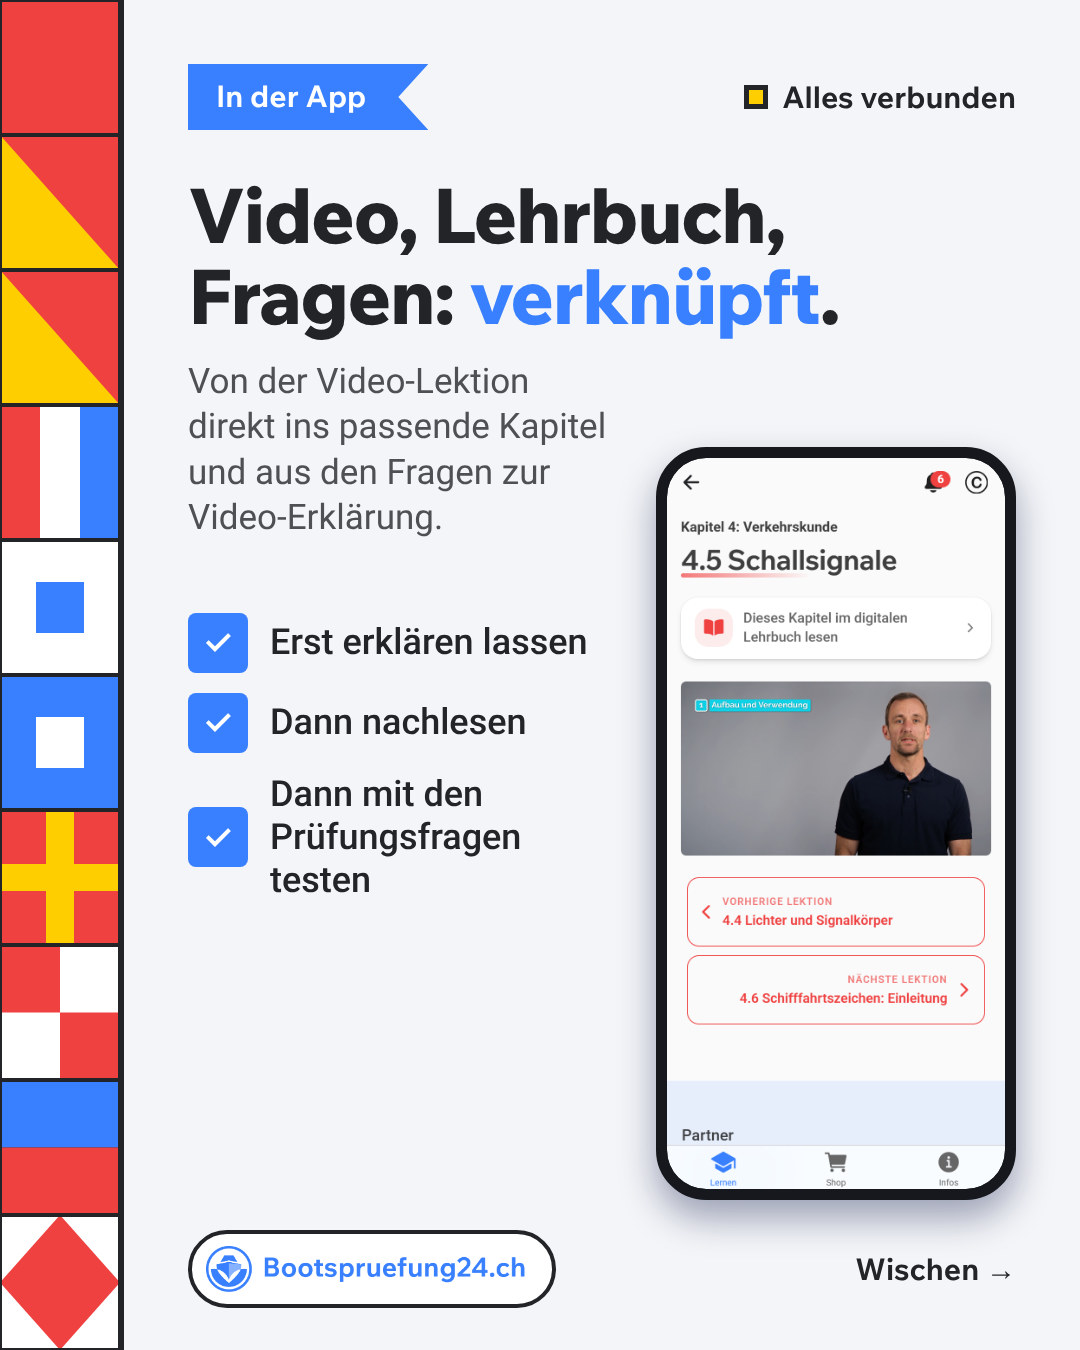 In der App
Alles verbunden
Video, Lehrbuch,
Fragen: verknüpft.
Von der Video-Lektion
direkt ins passende Kapitel
und aus den Fragen zur
Video-Erklärung.
Erst erklären lassen
Dann nachlesen
Dann mit den
Prüfungsfragen
testen
6
Kapitel 4: Verkehrskunde
4.5 Schallsignale
Dieses Kapitel im digitalen
Lehrbuch lesen
1 Aufbau und Verwendung
VORHERIGE LEKTION
4.4 Lichter und Signalkörper
NÄCHSTE LEKTION
4.6 Schifffahrtszeichen: Einleitung
Partner
Lernen
Shop
Infos
Bootspruefung24.ch
Wischen →